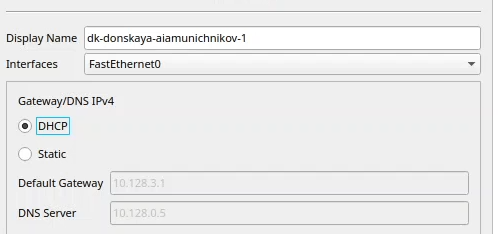 Display Name dk-donskaya-aiamunichnikov-1
Interfaces FastEthernet0
Gateway/DNS IPv4
DHCP
Static
Default Gateway 10.128.3.1
DNS Server 10.128.0.5